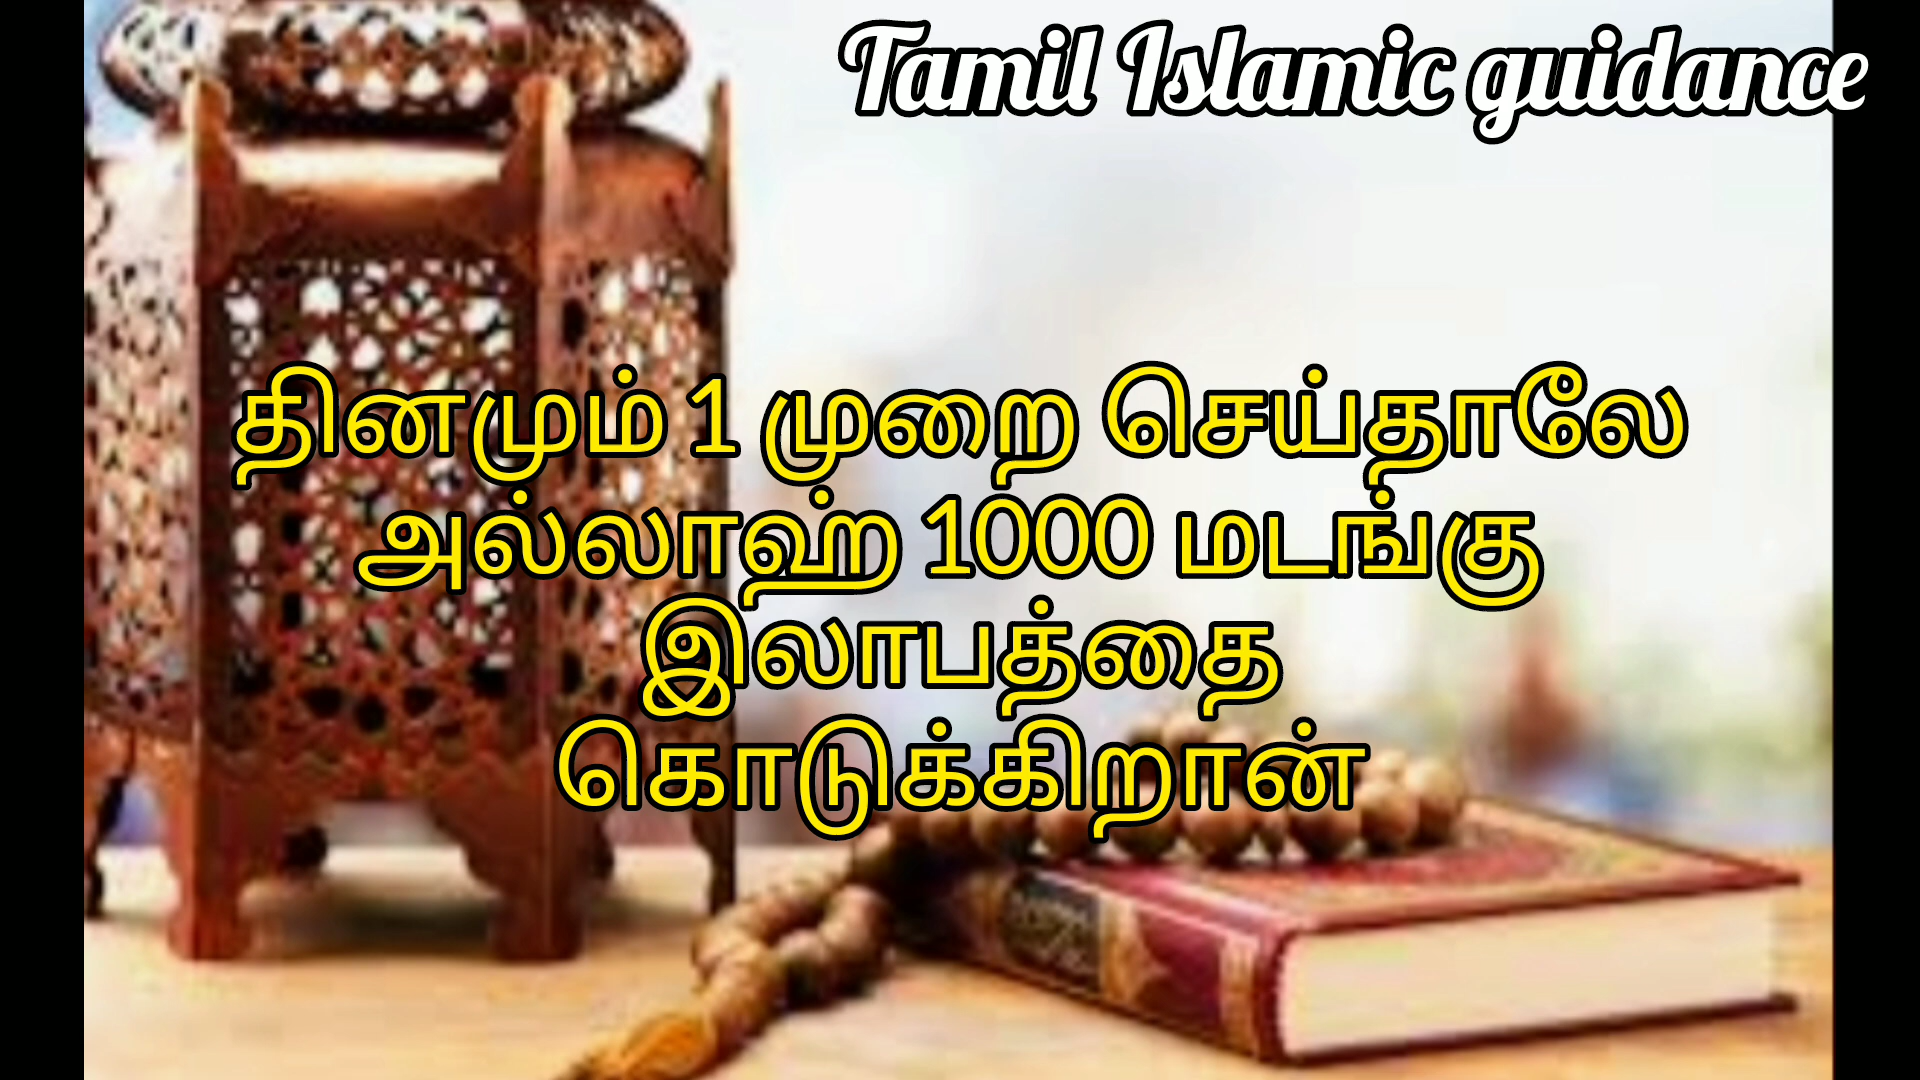 Tamil Islamic guidance
தினமும் 1 முறை செய்தாலே
அல்லாஹ் 1000 மடங்கு
இலாபத்தை
கொடுக்கிறான்